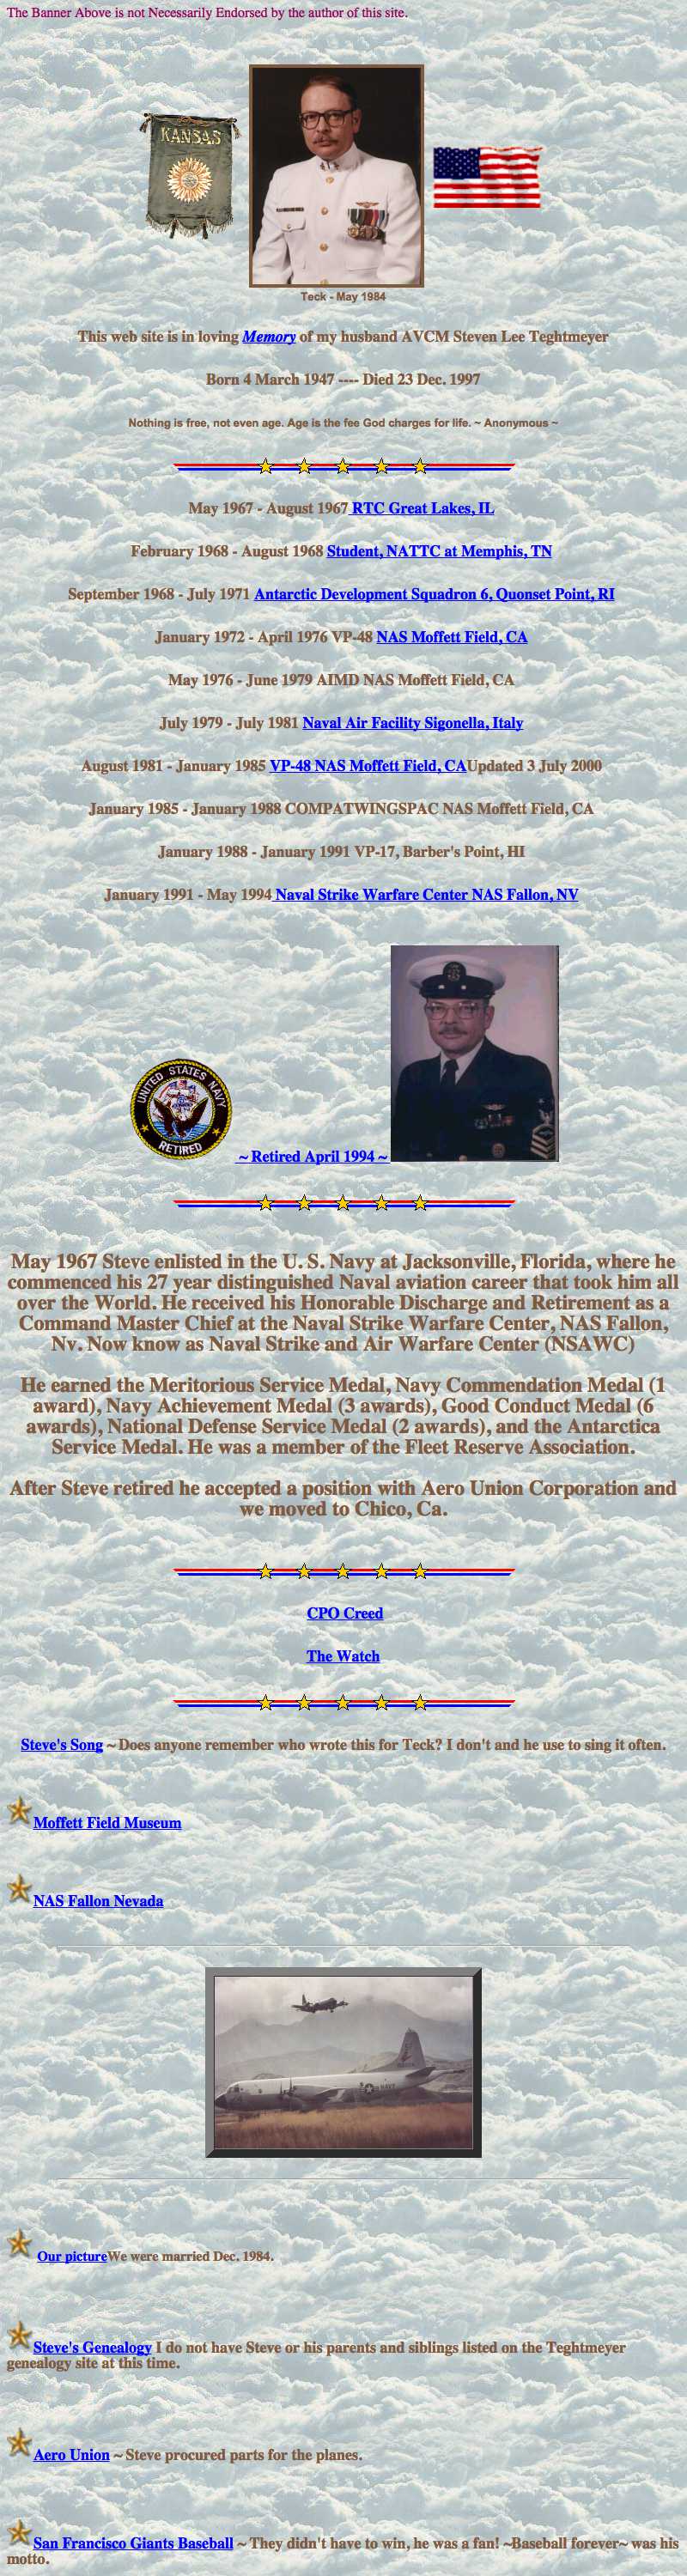 The Banner Above is not Necessarily Endorsed by the author of this site.
KANSAS
Teck - May 1984
This web site is in loving Memory of my husband AVCM Steven Lee Teghtmeyer
Born 4 March 1947 ---- Died 23 Dec. 1997
Nothing is free, not even age. Age is the fee God charges for life. ~ Anonymous ~
May 1967 - August 1967 RTC Great Lakes, IL
February 1968 - August 1968 Student, NATTC at Memphis, TN
September 1968 - July 1971 Antarctic Development Squadron 6, Quonset Point, RI
January 1972 - April 1976 VP-48 NAS Moffett Field, CA
May 1976 - June 1979 AIMD NAS Moffett Field, CA
July 1979 - July 1981 Naval Air Facility Sigonella, Italy
August 1981 - January 1985 VP-48 NAS Moffett Field, CAUpdated 3 July 2000
January 1985 - January 1988 COMPATWINGSPAC NAS Moffett Field, CA
January 1988 - January 1991 VP-17, Barber's Point, HI
January 1991 - May 1994 Naval Strike Warfare Center NAS Fallon, NV
UNITED STATES NAVY
RETIRED
~ Retired April 1994 ~
May 1967 Steve enlisted in the U. S. Navy at Jacksonville, Florida, where he
commenced his 27 year distinguished Naval aviation career that took him all
over the World. He received his Honorable Discharge and Retirement as a
Command Master Chief at the Naval Strike Warfare Center, NAS Fallon,
Nv. Now know as Naval Strike and Air Warfare Center (NSAWC)
He earned the Meritorious Service Medal, Navy Commendation Medal (1
award), Navy Achievement Medal (3 awards), Good Conduct Medal (6
awards), National Defense Service Medal (2 awards), and the Antarctica
Service Medal. He was a member of the Fleet Reserve Association.
After Steve retired he accepted a position with Aero Union Corporation and
we moved to Chico, Ca.
CPO Creed
The Watch
Steve's Song ~ Does anyone remember who wrote this for Teck? I don't and he use to sing it often.
Moffett Field Museum
NAS Fallon Nevada
NAVY
Our pictureWe were married Dec. 1984.
Steve's Genealogy I do not have Steve or his parents and siblings listed on the Teghtmeyer
genealogy site at this time.
Aero Union ~ Steve procured parts for the planes.
San Francisco Giants Baseball ~ They didn't have to win, he was a fan! ~Baseball forever~ was his
motto.